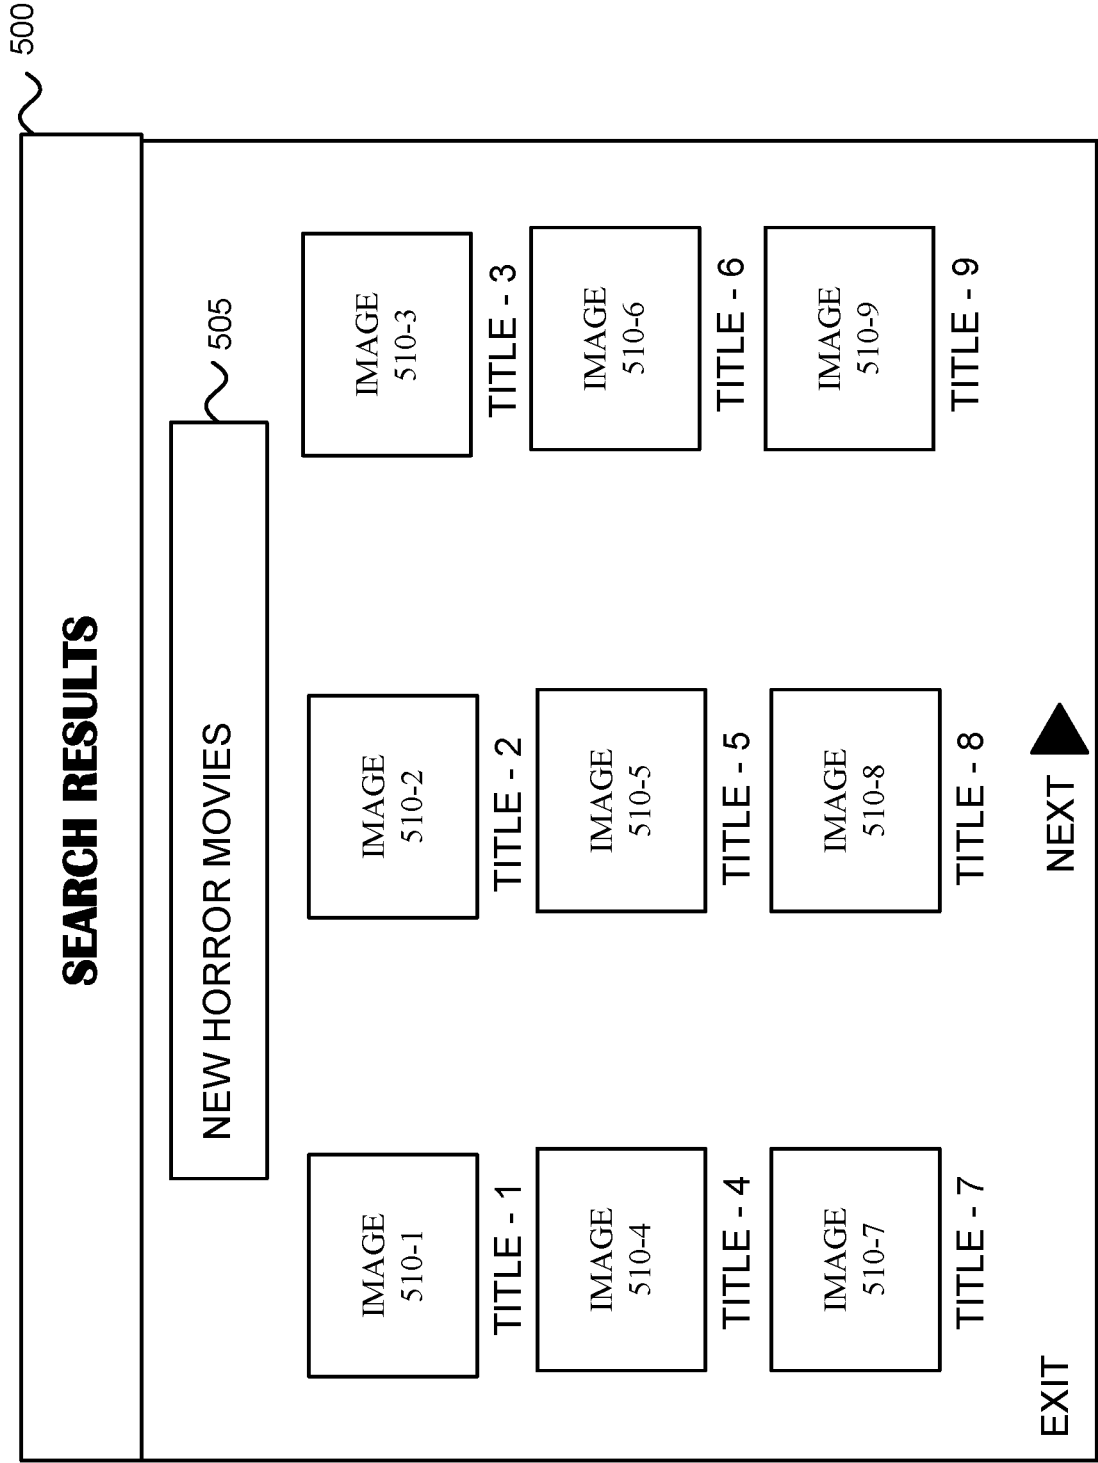 500
SEARCH RESULTS
NEW HORROR MOVIES
505
IMAGE
510-1
IMAGE
510-2
IMAGE
510-3
TITLE - 1
TITLE - 2
TITLE - 3
IMAGE
510-4
IMAGE
510-5
IMAGE
510-6
TITLE - 4
TITLE - 5
TITLE - 6
IMAGE
510-7
IMAGE
510-8
IMAGE
510-9
TITLE - 7
TITLE - 8
TITLE - 9
EXIT
NEXT